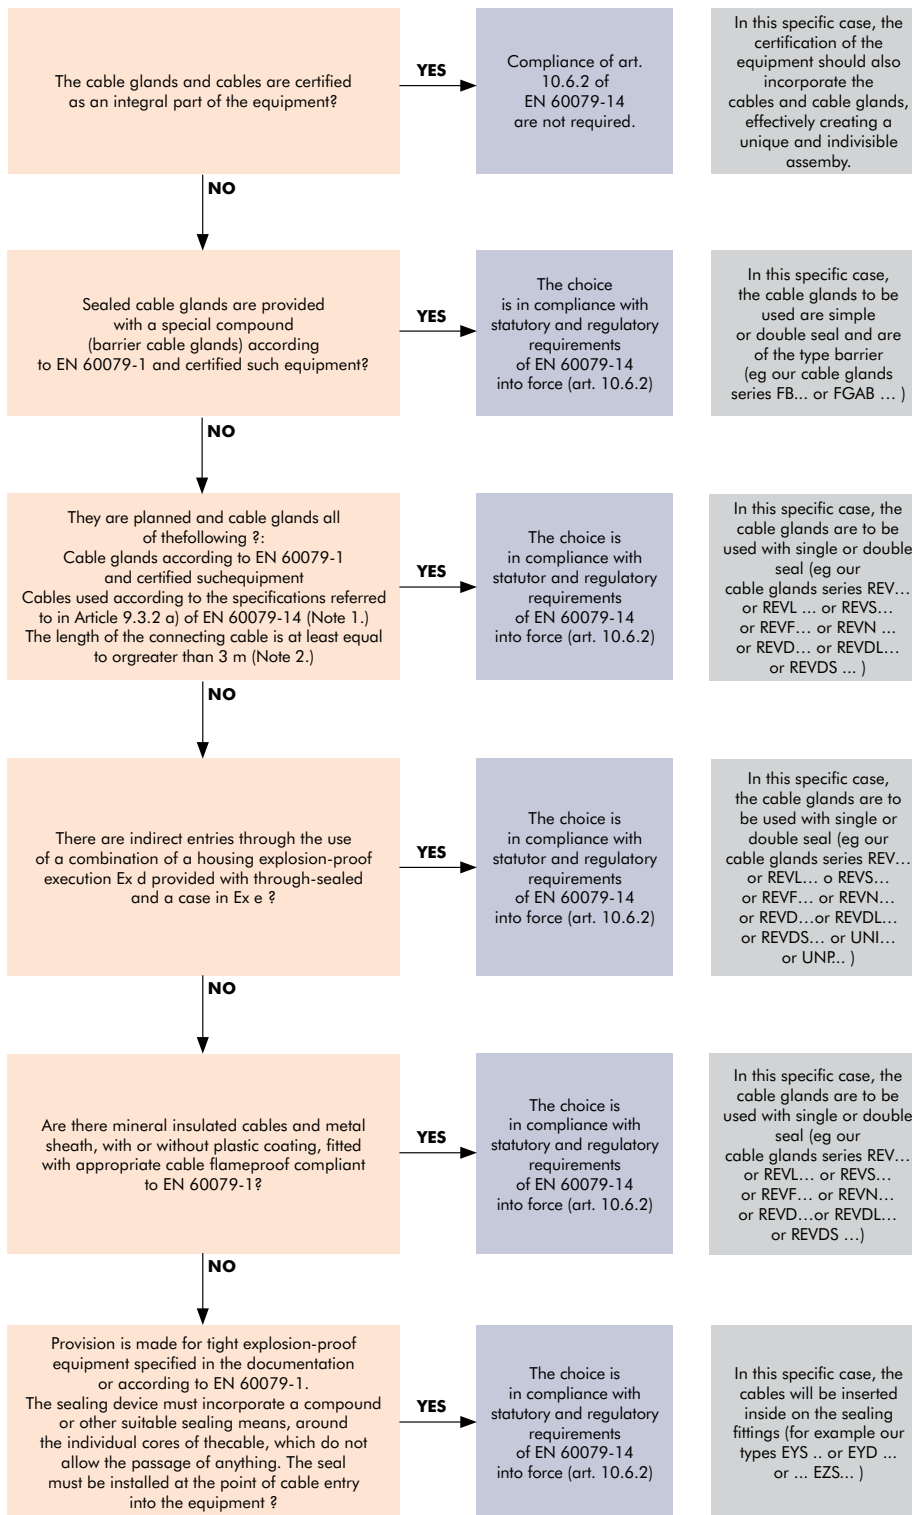 The cable glands and cables are certified
as an integral part of the equipment?
YES
Compliance of art.
10.6.2 of
EN 60079-14
are not required.
In this specific case, the
certification of the
equipment should also
incorporate the
cables and cable glands,
effectively creating a
unique and indivisible
assemby.
NO
Sealed cable glands are provided
with a special compound
(barrier cable glands) according
to EN 60079-1 and certified such equipment?
YES
The choice
is in compliance with
statutory and regulatory
requirements
of EN 60079-14
into force (art. 10.6.2)
In this specific case,
the cable glands to be
used are simple
or double seal and are
of the type barrier
(eg our cable glands
series FB... or FGAB ... )
NO
They are planned and cable glands all
of thefollowing ?:
Cable glands according to EN 60079-1
and certified suchequipment
Cables used according to the specifications referred
to in Article 9.3.2 a) of EN 60079-14 (Note 1.)
The length of the connecting cable is at least equal
to orgreater than 3 m (Note 2.)
YES
The choice is
in compliance with
statutor and regulatory
requirements
of EN 60079-14
into force (art. 10.6.2)
In this specific case, the
cable glands are to be
used with single or double
seal (eg our
cable glands series REV...
or REVL ... or REVS...
or REVF... or REVN ...
or REVD... or REVDL...
or REVDS ... )
NO
There are indirect entries through the use
of a combination of a housing explosion-proof
execution Ex d provided with through-sealed
and a case in Ex e ?
YES
The choice is
in compliance with
statutor and regulatory
requirements
of EN 60079-14
into force (art. 10.6.2)
In this specific case,
the cable glands are to
be used with single or
double seal (eg our
cable glands series REV...
or REVL... o REVS...
or REVF... or REVN...
or REVD...or REVDL...
or REVDS... or UNI...
or UNP... )
NO
Are there mineral insulated cables and metal
sheath, with or without plastic coating, fitted
with appropriate cable flameproof compliant
to EN 60079-1?
YES
The choice is
in compliance with
statutory and regulatory
requirements
of EN 60079-14
into force (art. 10.6.2)
In this specific case, the
cable glands are to be
used with single or double
seal (eg our
cable glands series REV...
or REVL... or REVS...
or REVF... or REVN...
or REVD...or REVDL...
or REVDS ...)
NO
Provision is made for tight explosion-proof
equipment specified in the documentation
or according to EN 60079-1.
The sealing device must incorporate a compound
or other suitable sealing means, around
the individual cores of thecable, which do not
allow the passage of anything. The seal
must be installed at the point of cable entry
into the equipment ?
YES
The choice is
in compliance with
statutory and regulatory
requirements
of EN 60079-14
into force (art. 10.6.2)
In this specific case, the
cables will be inserted
inside on the sealing
fittings (for example our
types EYS .. or EYD ...
or ... EZS... )